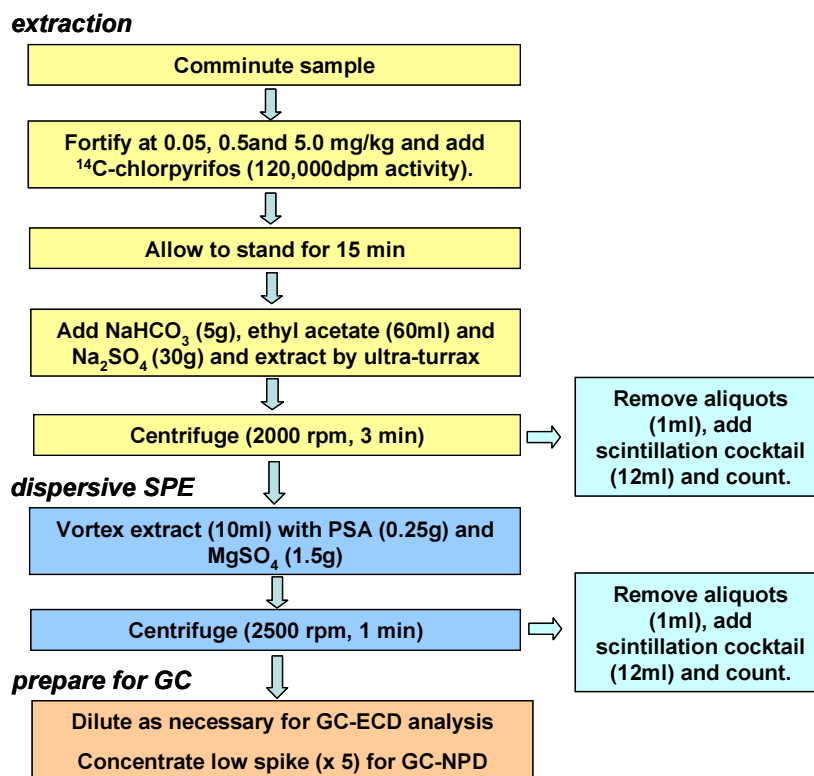 extraction
Comminute sample
Fortify at 0.05, 0.5and 5.0 mg/kg and add
¹⁴C-chlorpyrifos (120,000dpm activity).
Allow to stand for 15 min
Add NaHCO₃ (5g), ethyl acetate (60ml) and
Na₂SO₄ (30g) and extract by ultra-turrax
Centrifuge (2000 rpm, 3 min)
Remove aliquots
(1ml), add
scintillation cocktail
(12ml) and count.
dispersive SPE
Vortex extract (10ml) with PSA (0.25g) and
MgSO₄ (1.5g)
Centrifuge (2500 rpm, 1 min)
Remove aliquots
(1ml), add
scintillation cocktail
(12ml) and count.
prepare for GC
Dilute as necessary for GC-ECD analysis
Concentrate low spike (x 5) for GC-NPD